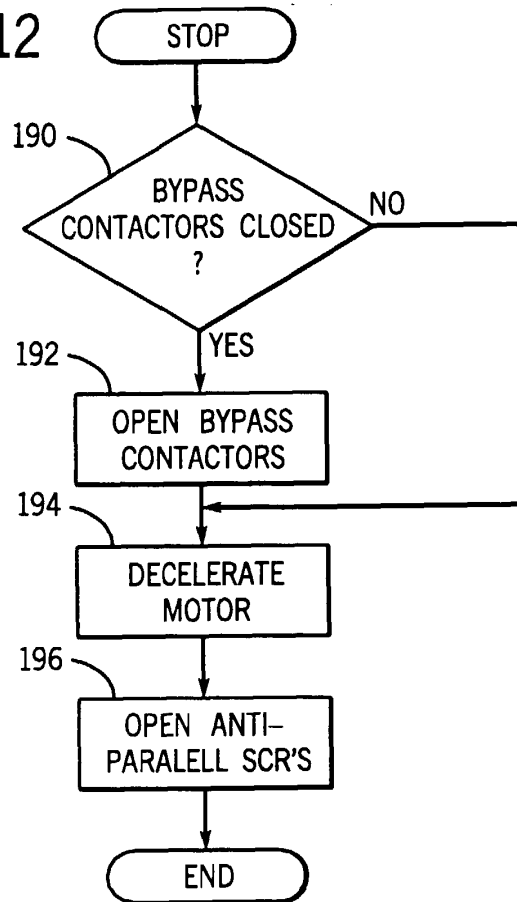 12
STOP
190
BYPASS
CONTACTORS CLOSED
?
NO
YES
192
OPEN BYPASS
CONTACTORS
194
DECELERATE
MOTOR
196
OPEN ANTI-
PARALELL SCR'S
END